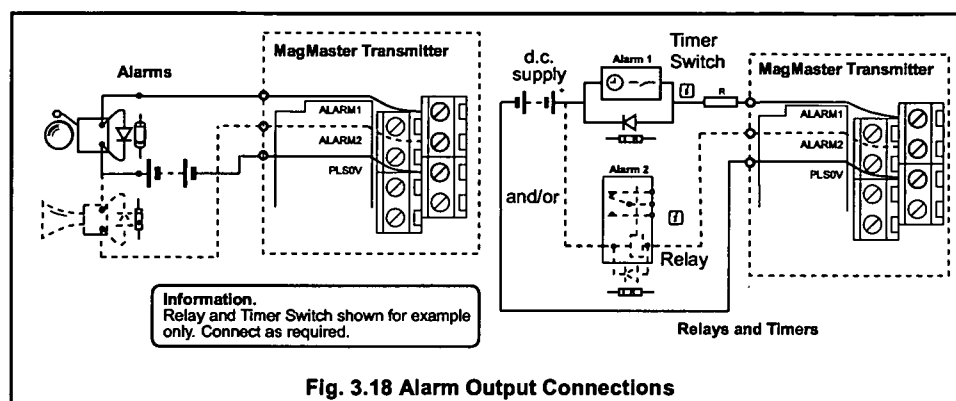 MagMaster Transmitter
Alarms
ALARM1
ALARM2
PLS0V
Information.
Relay and Timer Switch shown for example
only. Connect as required.
d.c.
supply
+
Alarm 1
Timer
Switch
i
R
MagMaster Transmitter
ALARM1
ALARM2
PLS0V
and/or
Alarm 2
i
Relay
Relays and Timers
Fig. 3.18 Alarm Output Connections